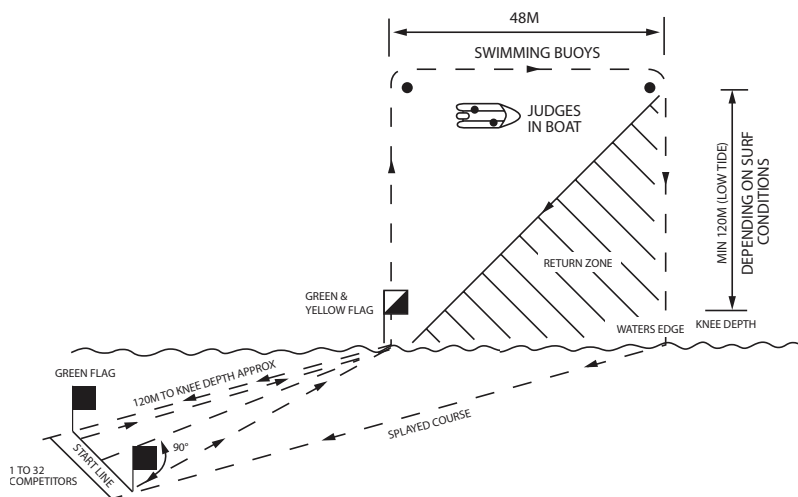 48M
SWIMMING BUOYS
JUDGES
IN BOAT
MIN 120M (LOW TIDE)
DEPENDING ON SURF
CONDITIONS
RETURN ZONE
GREEN &
YELLOW FLAG
WATERS EDGE
KNEE DEPTH
GREEN FLAG
120M TO KNEE DEPTH APPROX
SPLAYED COURSE
90°
START LINE
1 TO 32
COMPETITORS